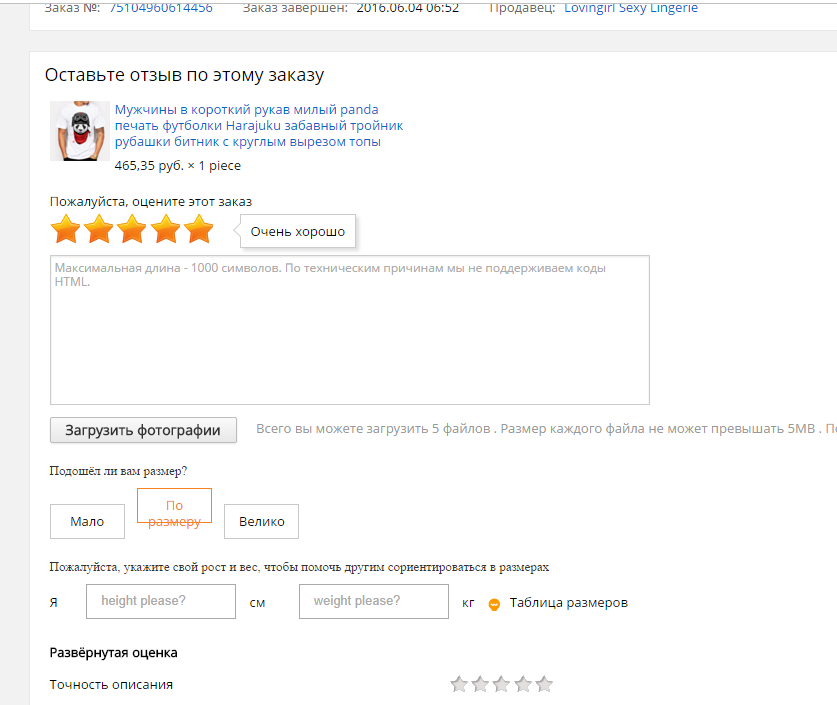 Заказ №: 75104960614456 Заказ завершен: 2016.06.04 06:52 Продавец: Lovingirl Sexy Lingerie
Оставьте отзыв по этому заказу
Мужчины в короткий рукав милый panda
печать футболки Harajuku забавный тройник
рубашки битник с круглым вырезом топы
465,35 руб. × 1 piece
Пожалуйста, оцените этот заказ
Очень хорошо
Максимальная длина - 1000 символов. По техническим причинам мы не поддерживаем коды
HTML.
Загрузить фотографии Всего вы можете загрузить 5 файлов . Размер каждого файла не может превышать 5MB .
Подошёл ли вам размер?
Мало По
размеру Велико
Пожалуйста, укажите свой рост и вес, чтобы помочь другим сориентироваться в размерах
Я height please? см weight please? кг Таблица размеров
Развёрнутая оценка
Точность описания